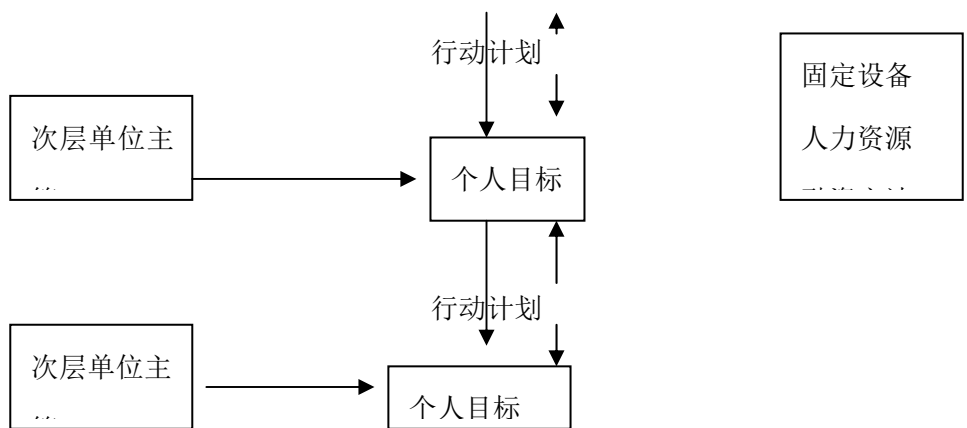 行动计划
固定设备
人力资源
次层单位主
个人目标
行动计划
次层单位主
个人目标